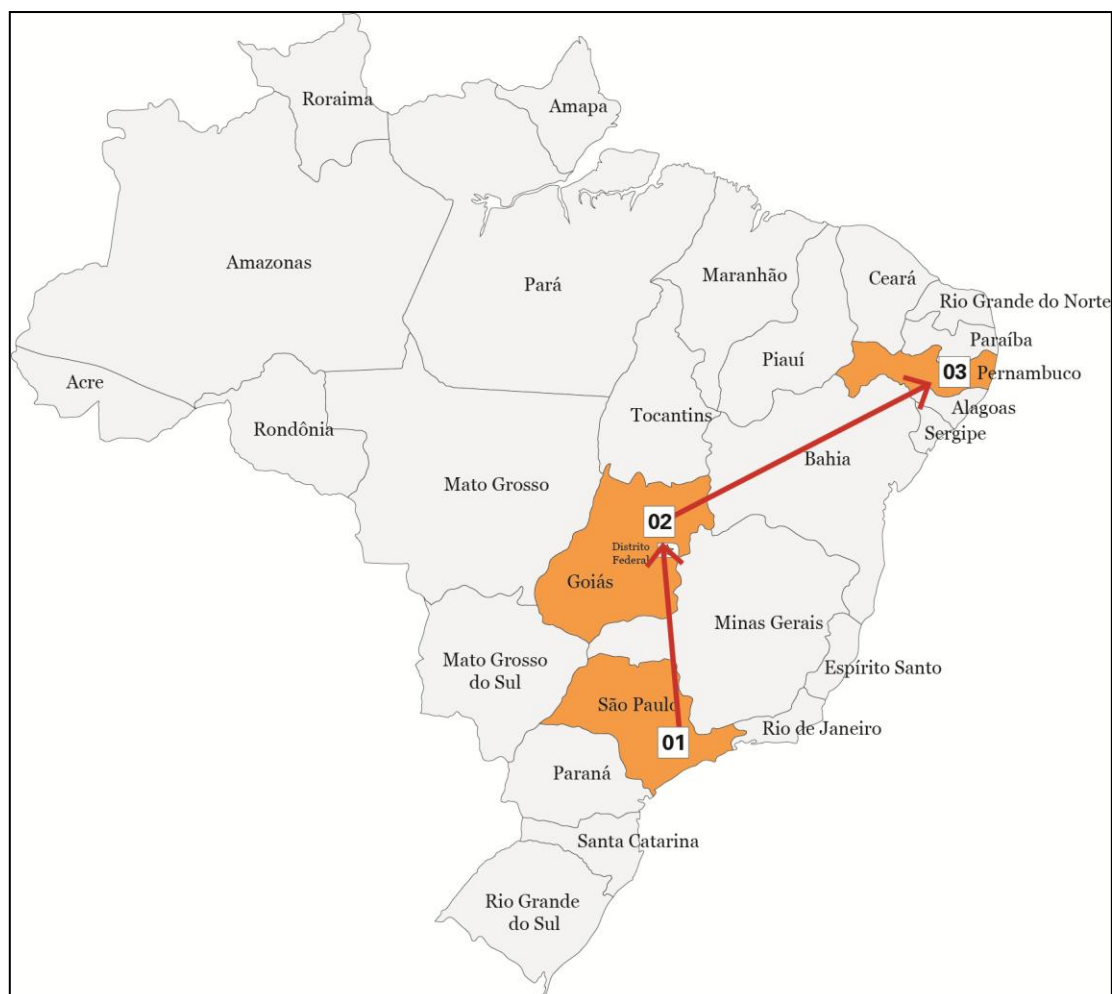 Roraima
Amapa
Amazonas
Pará
Maranhão
Ceará
Rio Grande do Norte
Paraíba
Piauí
03
Pernambuco
Acre
Alagoas
Tocantins
Rondônia
Sergipe
Bahia
Mato Grosso
02
Distrito
Federal
Goiás
Minas Gerais
Mato Grosso
do Sul
Espírito Santo
São Paulo
Rio de Janeiro
01
Paraná
Santa Catarina
Rio Grande
do Sul